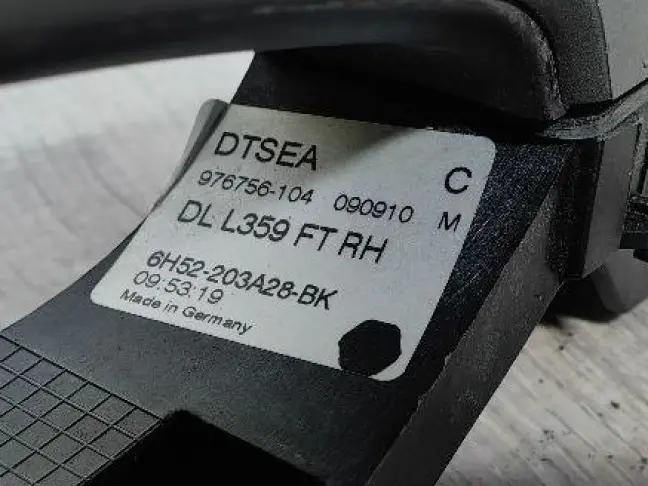 DTSEA C
976756-104 090910 M
DL L359 FT RH
6H52-203A28-BK
09:53:19
Made in Germany